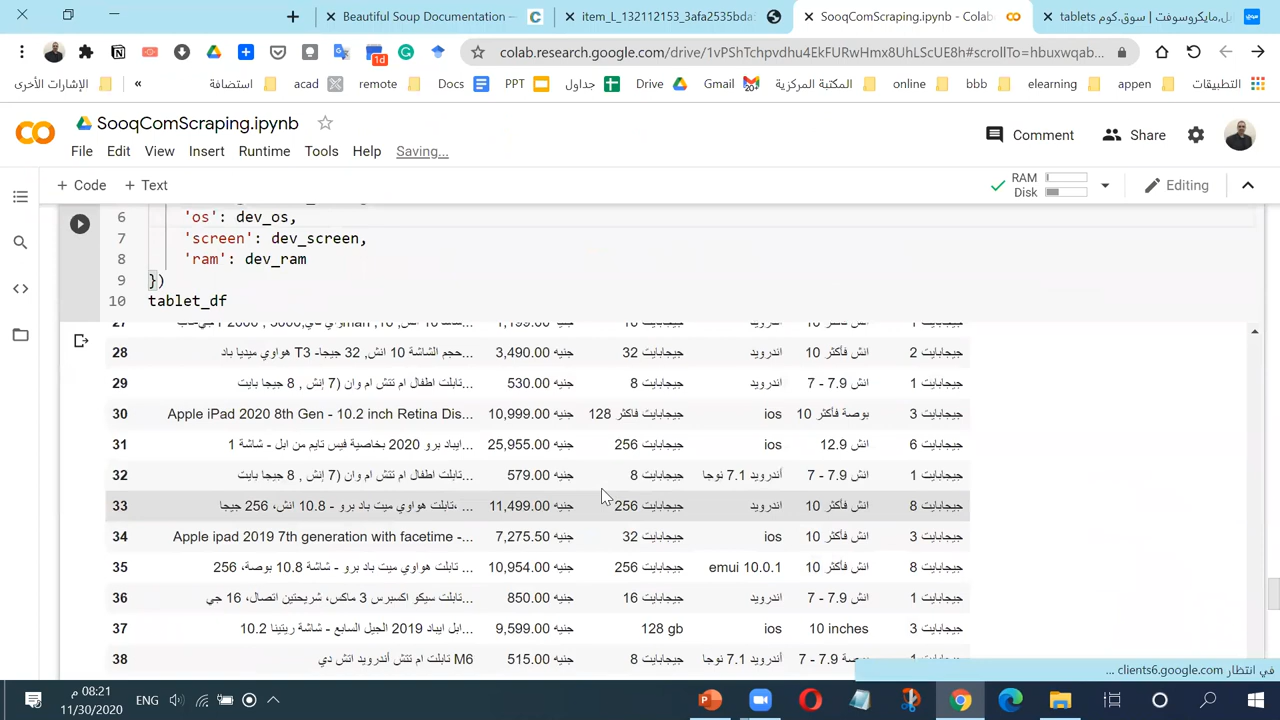 Beautiful Soup Documentation
item_L_132112153_3afa2535bd
SooqComScraping.ipynb - Colab
tablets سوق.كوم | ابل,مايكروسوفت
1d
الإشارات الأخرى
«
استضافة
acad
remote
Docs
PPT
جداول
Drive
Gmail
المكتبة المركزية
online
bbb
elearning
appen
التطبيقات
SooqComScraping.ipynb
File Edit View Insert Runtime Tools Help Saving...
Comment
Share
+ Code + Text
RAM
Disk
Editing
6 'os': dev_os,
7 'screen': dev_screen,
8 'ram': dev_ram
9 })
10 tablet_df
28 ...حجم الشاشة 10 انش, 32 جيجا- T3 هواوي ميديا باد 3,490.00 جنيه 32 جيجابايت اندرويد 10 انش فأكثر 2 جيجابايت
29 ...تابلت اطفال ام تتش ام وان (7 إنش , 8 جيجا بايت 530.00 جنيه 8 جيجابايت اندرويد 7 - 7.9 انش 1 جيجابايت
30 Apple iPad 2020 8th Gen - 10.2 inch Retina Dis... 10,999.00 جنيه 128 جيجابايت فاكثر ios 10 بوصة فأكثر 3 جيجابايت
31 ...ايباد برو 2020 بخاصية فيس تايم من ابل - شاشة 1 25,955.00 جنيه 256 جيجابايت ios 12.9 انش 6 جيجابايت
32 ...تابلت اطفال ام تتش ام وان (7 إنش , 8 جيجا بايت 579.00 جنيه 8 جيجابايت أندرويد 7.1 نوجا 7 - 7.9 انش 1 جيجابايت
33 ... ،تابلت هواوي ميت باد برو - 10.8 انش، 256 جيجا 11,499.00 جنيه 256 جيجابايت اندرويد 10 انش فأكثر 8 جيجابايت
34 Apple ipad 2019 7th generation with facetime -... 7,275.50 جنيه 32 جيجابايت ios 10 انش فأكثر 3 جيجابايت
35 ... تابلت هواوي ميت باد برو - شاشة 10.8 بوصة، 256 10,954.00 جنيه 256 جيجابايت emui 10.0.1 10 انش فأكثر 8 جيجابايت
36 ...تابلت سيكو اكسبرس 3 ماكس، شريحتين اتصال، 16 جي 850.00 جنيه 16 جيجابايت اندرويد 7 - 7.9 انش 1 جيجابايت
37 ...ابل ايباد 2019 الجيل السابع - شاشة ريتينا 10.2 9,599.00 جنيه 128 gb ios 10 inches 3 جيجابايت
38 M6 تابلت ام تتش أندرويد اتش دي 515.00 جنيه 8 جيجابايت أندرويد 7.1 نوجا 7 - 7.9 بوصة 1 جيجابايت
في انتظار clients6.google.com ...
08:21 م
11/30/2020
ENG